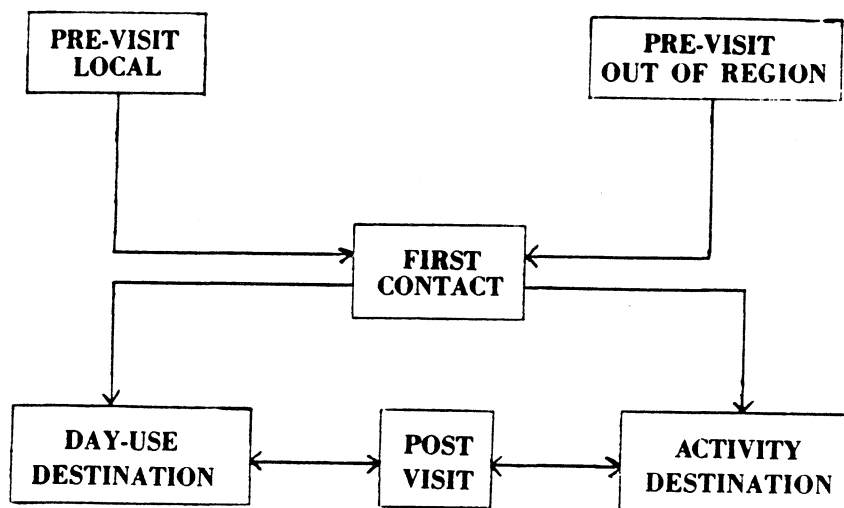 PRE-VISIT
LOCAL
PRE-VISIT
OUT OF REGION
FIRST
CONTACT
DAY-USE
DESTINATION
POST
VISIT
ACTIVITY
DESTINATION